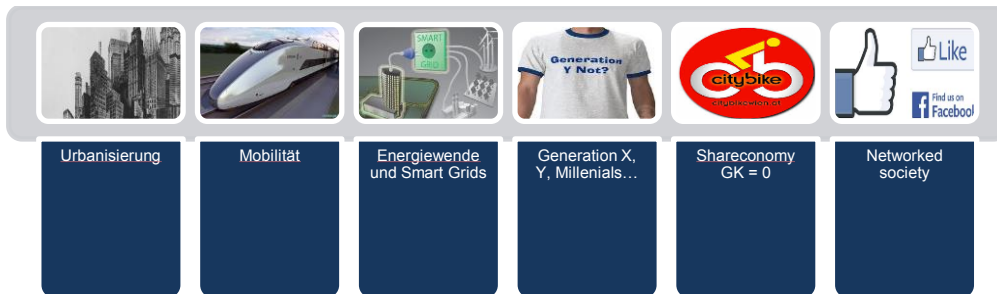 SMART
GRID
Generation
Y Not?
citybike
citybikewien.at
Like
Find us on
Facebool
Urbanisierung
Mobilität
Energiewende
und Smart Grids
Generation X,
Y, Millenials…
Shareconomy
GK = 0
Networked
society